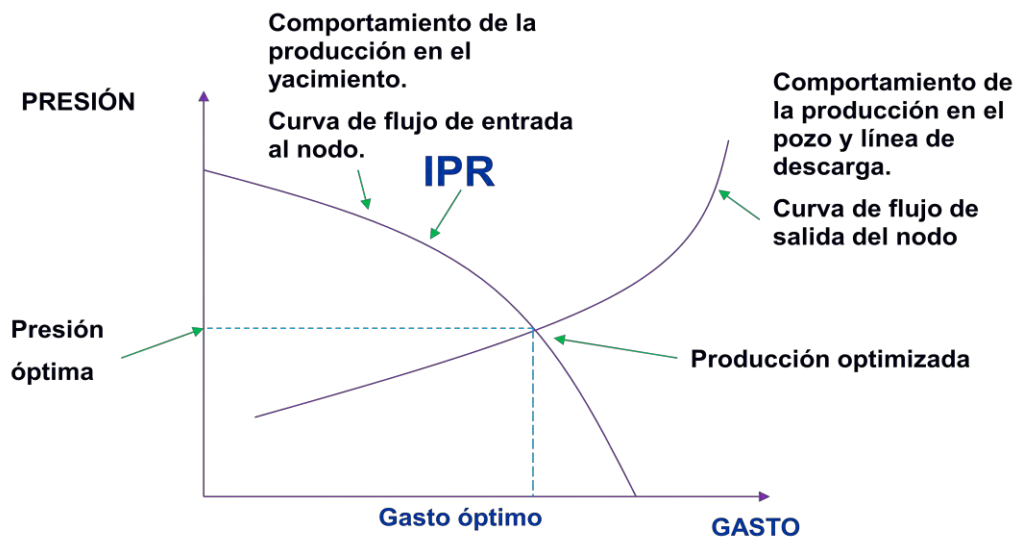 Comportamiento de la
producción en el
yacimiento.
Curva de flujo de entrada
al nodo.
IPR
PRESIÓN
Comportamiento de
la producción en el
pozo y línea de
descarga.
Curva de flujo de
salida del nodo
Presión
óptima
Producción optimizada
Gasto óptimo
GASTO